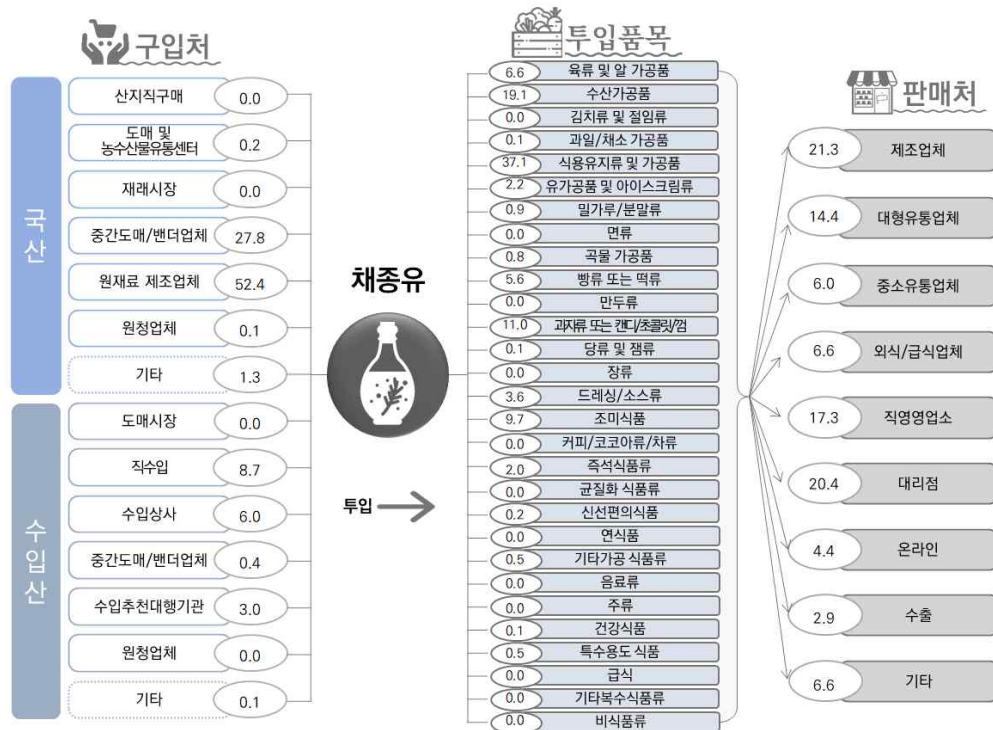 구입처
국산
산지직구매 0.0
도매 및
농수산물유통센터 0.2
재래시장 0.0
중간도매/밴더업체 27.8
원재료 제조업체 52.4
원청업체 0.1
기타 1.3
수입산
도매시장 0.0
직수입 8.7
수입상사 6.0
중간도매/밴더업체 0.4
수입추천대행기관 3.0
원청업체 0.0
기타 0.1
채종유
투입
투입품목
6.6 육류 및 알 가공품
19.1 수산가공품
0.0 김치류 및 절임류
0.1 과일/채소 가공품
37.1 식용유지류 및 가공품
2.2 유가공품 및 아이스크림류
0.9 밀가루/분말류
0.0 면류
0.8 곡물 가공품
5.6 빵류 또는 떡류
0.0 만두류
11.0 과자류 또는 캔디/초콜릿/껌
0.1 당류 및 잼류
0.0 장류
3.6 드레싱/소스류
9.7 조미식품
0.0 커피/코코아류/차류
2.0 즉석식품류
0.0 균질화 식품류
0.2 신선편의식품
0.0 연식품
0.5 기타가공 식품류
0.0 음료류
0.0 주류
0.1 건강식품
0.5 특수용도 식품
0.0 급식
0.0 기타복수식품류
0.0 비식품류
판매처
21.3 제조업체
14.4 대형유통업체
6.0 중소유통업체
6.6 외식/급식업체
17.3 직영영업소
20.4 대리점
4.4 온라인
2.9 수출
6.6 기타